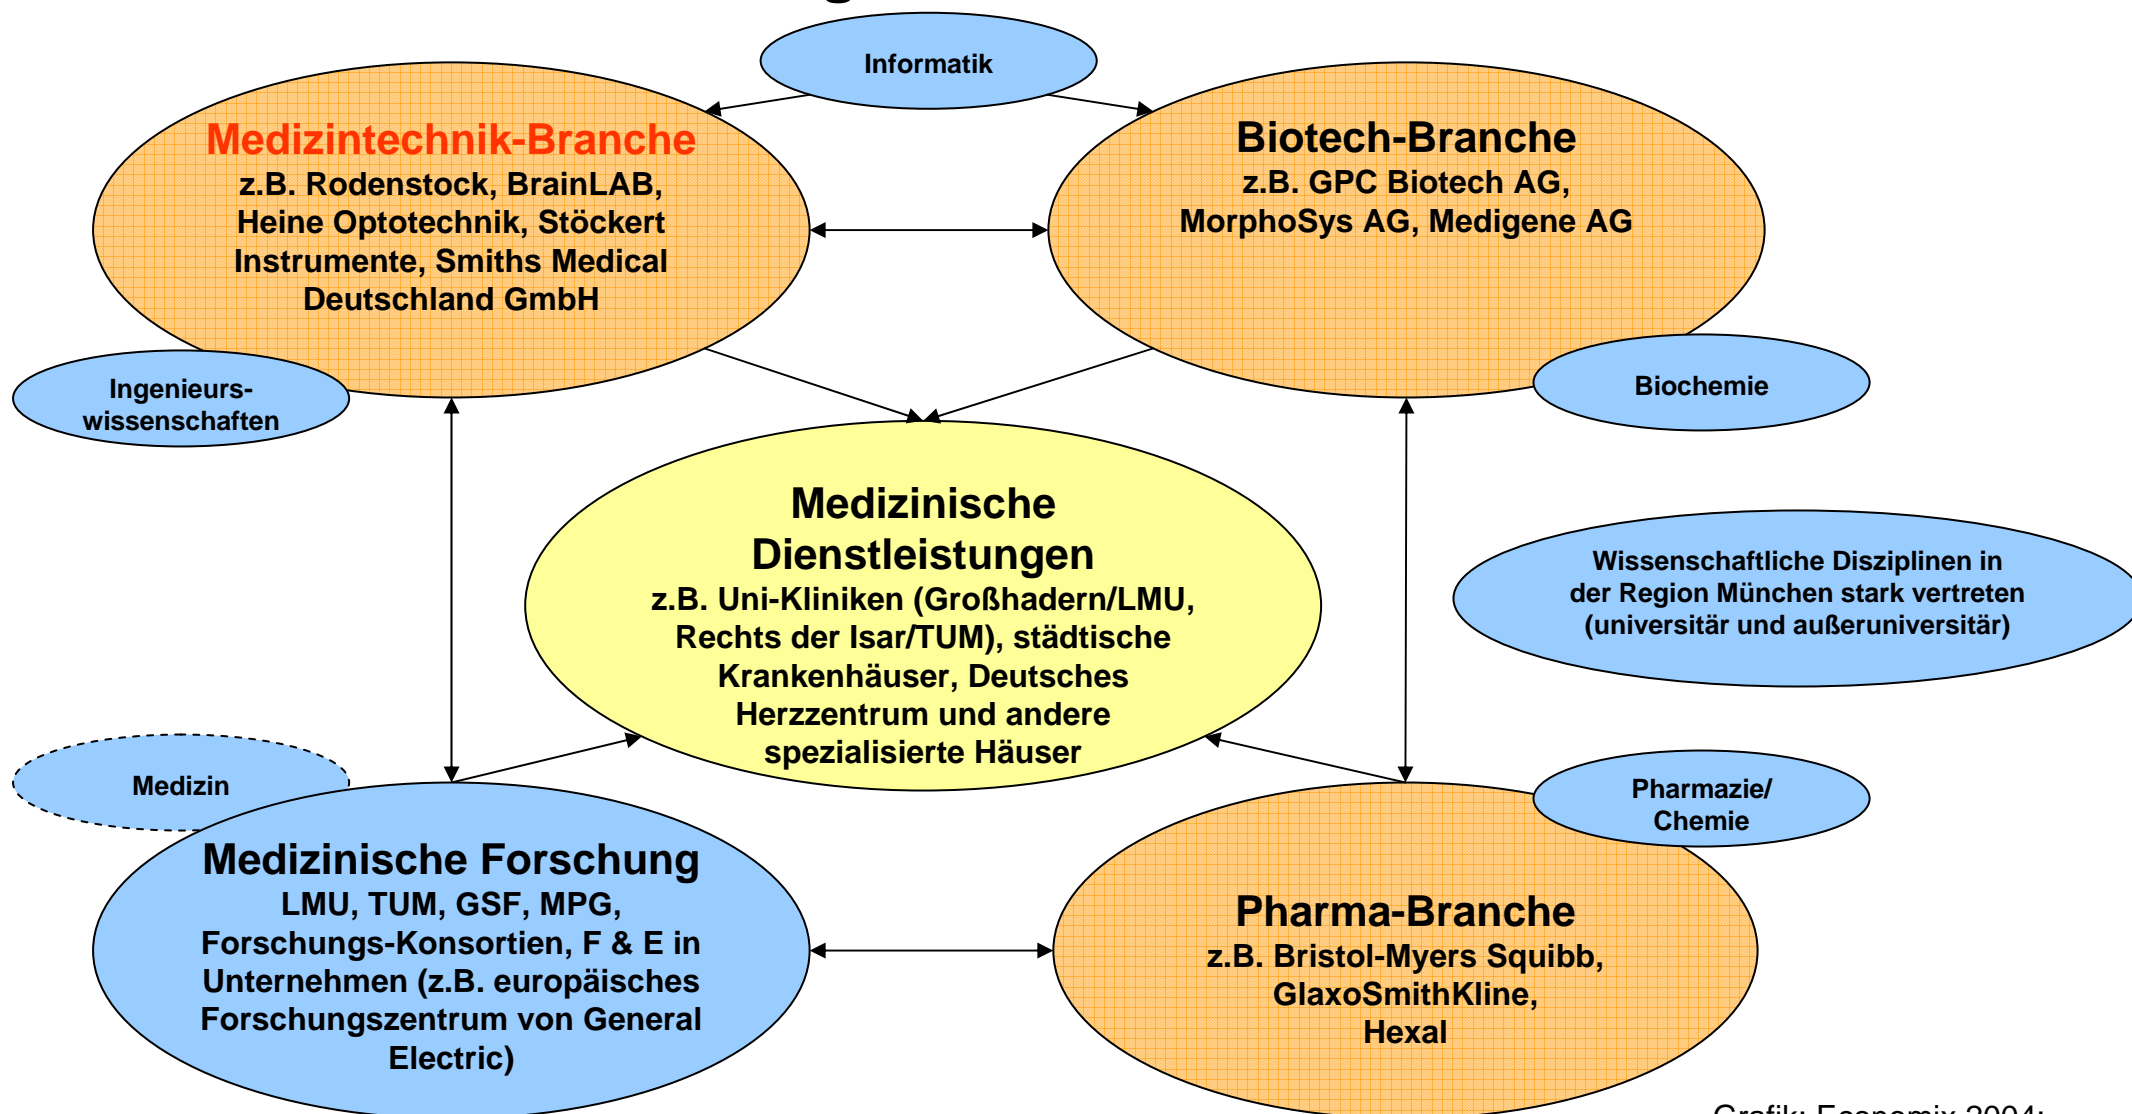 Informatik
Medizintechnik-Branche
z.B. Rodenstock, BrainLAB,
Heine Optotechnik, Stöckert
Instrumente, Smiths Medical
Deutschland GmbH
Biotech-Branche
z.B. GPC Biotech AG,
MorphoSys AG, Medigene AG
Ingenieurs-
wissenschaften
Biochemie
Medizinische
Dienstleistungen
z.B. Uni-Kliniken (Großhadern/LMU,
Rechts der Isar/TUM), städtische
Krankenhäuser, Deutsches
Herzzentrum und andere
spezialisierte Häuser
Wissenschaftliche Disziplinen in
der Region München stark vertreten
(universitär und außeruniversitär)
Medizin
Medizinische Forschung
LMU, TUM, GSF, MPG,
Forschungs-Konsortien, F & E in
Unternehmen (z.B. europäisches
Forschungszentrum von General
Electric)
Pharmazie/
Chemie
Pharma-Branche
z.B. Bristol-Myers Squibb,
GlaxoSmithKline,
Hexal
Grafik: Economix 2004;